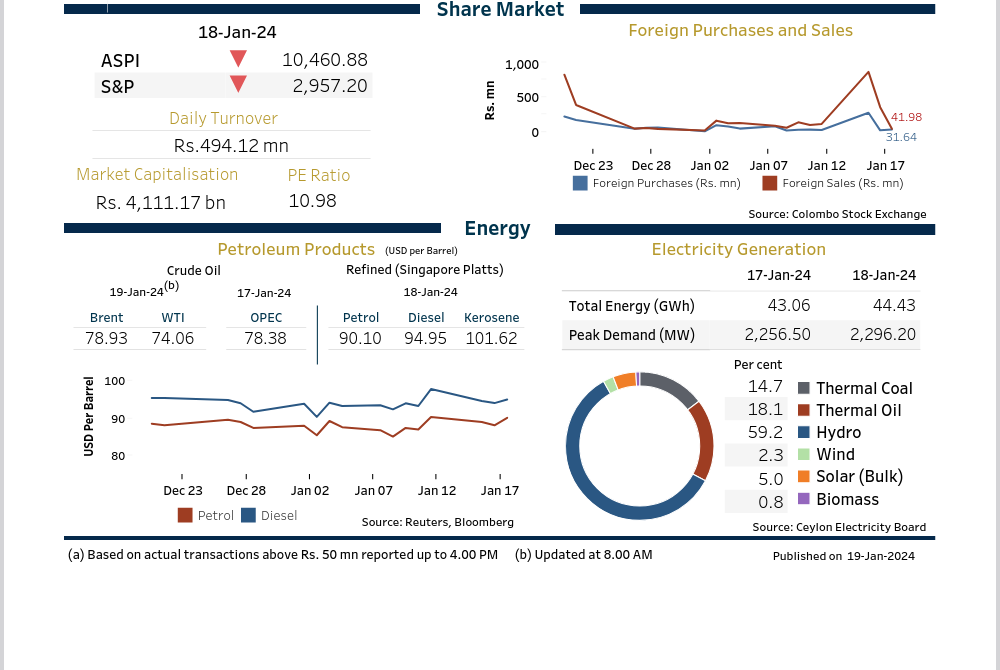 Share Market
18-Jan-24
ASPI 10,460.88
S&P 2,957.20
Daily Turnover
Rs.494.12 mn
Market Capitalisation PE Ratio
Rs. 4,111.17 bn 10.98
Foreign Purchases and Sales
Rs. mn
1,000
500
0
41.98
31.64
Dec 23 Dec 28 Jan 02 Jan 07 Jan 12 Jan 17
Foreign Purchases (Rs. mn) Foreign Sales (Rs. mn)
Source: Colombo Stock Exchange
Energy
Petroleum Products (USD per Barrel)
Crude Oil Refined (Singapore Platts)
19-Jan-24(b) 17-Jan-24 18-Jan-24
Brent WTI OPEC Petrol Diesel Kerosene
78.93 74.06 78.38 90.10 94.95 101.62
USD Per Barrel
100
90
80
Dec 23 Dec 28 Jan 02 Jan 07 Jan 12 Jan 17
Petrol Diesel
Source: Reuters, Bloomberg
Electricity Generation
17-Jan-24 18-Jan-24
Total Energy (GWh) 43.06 44.43
Peak Demand (MW) 2,256.50 2,296.20
Per cent
14.7 Thermal Coal
18.1 Thermal Oil
59.2 Hydro
2.3 Wind
5.0 Solar (Bulk)
0.8 Biomass
Source: Ceylon Electricity Board
(a) Based on actual transactions above Rs. 50 mn reported up to 4.00 PM (b) Updated at 8.00 AM Published on 19-Jan-2024